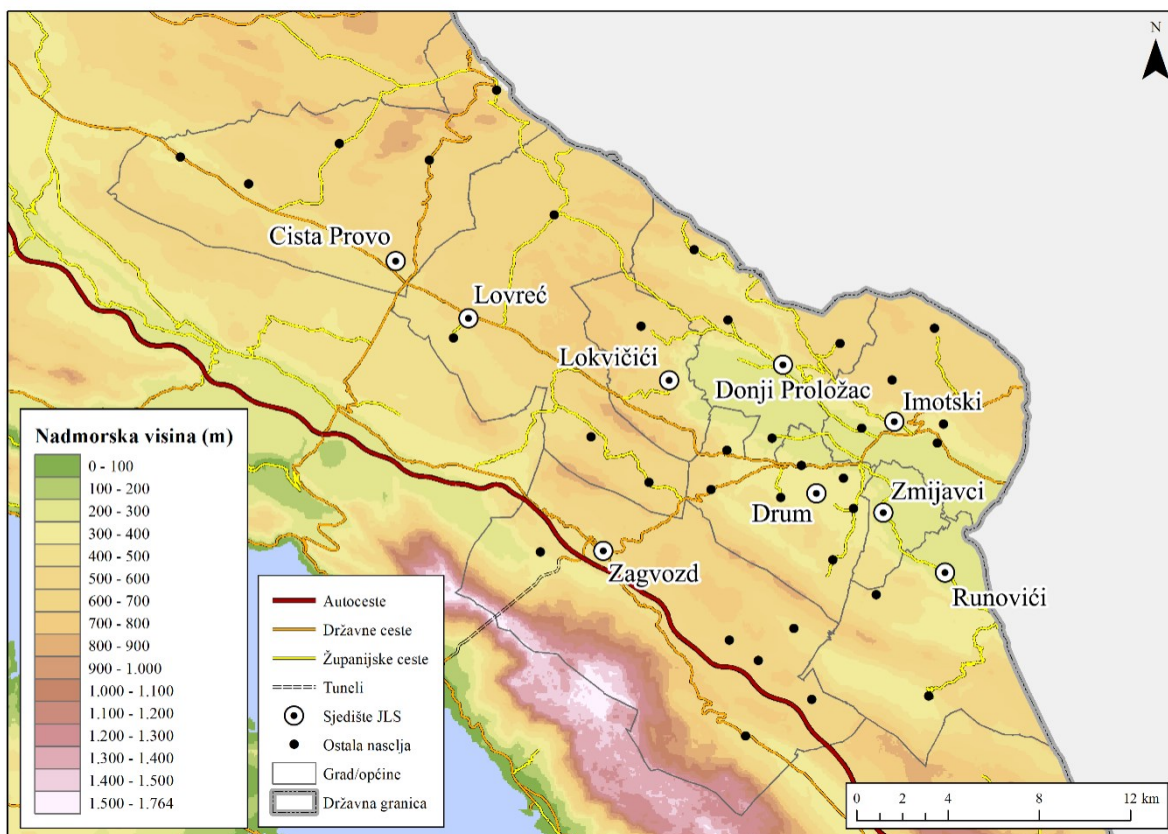 N
Cista Provo
Lovreć
Lokvičići
Donji Proložac
Imotski
Drum
Zmijavci
Zagvozd
Runovići
Nadmorska visina (m)
0 - 100
100 - 200
200 - 300
300 - 400
400 - 500
500 - 600
600 - 700
700 - 800
800 - 900
900 - 1.000
1.000 - 1.100
1.100 - 1.200
1.200 - 1.300
1.300 - 1.400
1.400 - 1.500
1.500 - 1.764
Autoceste
Državne ceste
Županijske ceste
Tuneli
Sjedište JLS
Ostala naselja
Grad/općine
Državna granica
0 2 4 8 12 km